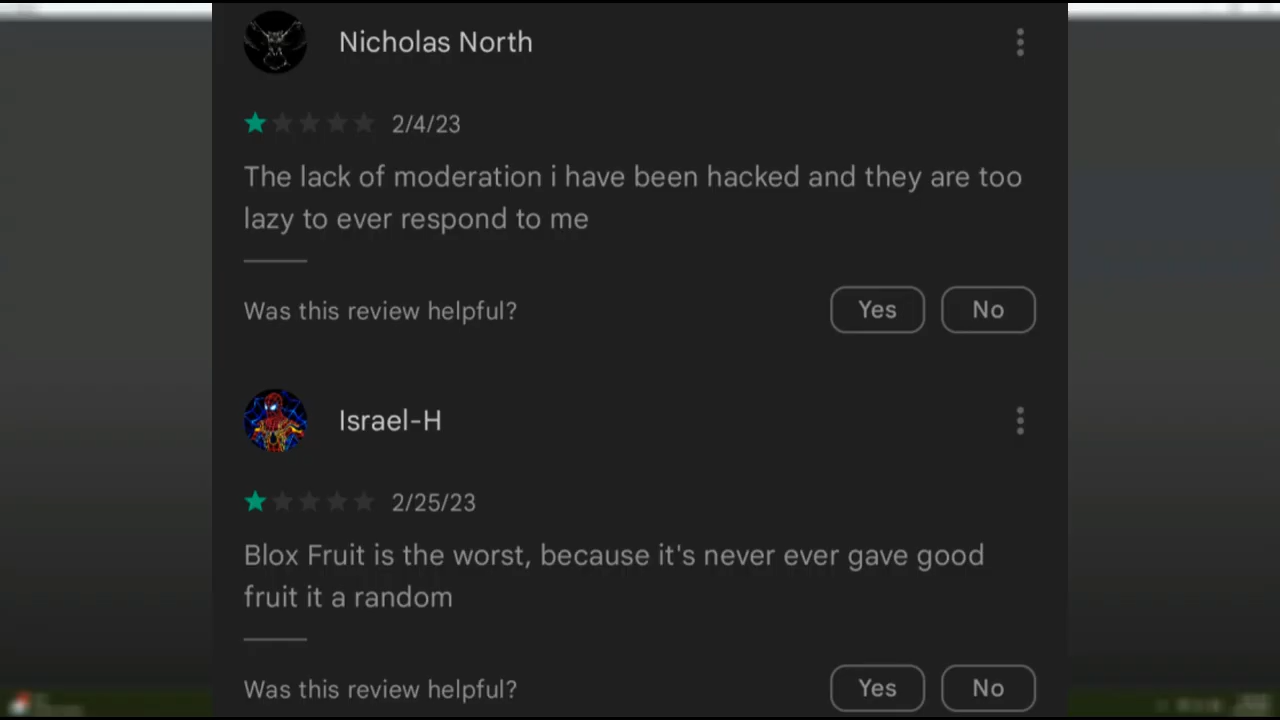 Nicholas North
2/4/23
The lack of moderation i have been hacked and they are too
lazy to ever respond to me
Was this review helpful?
Yes
No
Israel-H
2/25/23
Blox Fruit is the worst, because it's never ever gave good
fruit it a random
Was this review helpful?
Yes
No